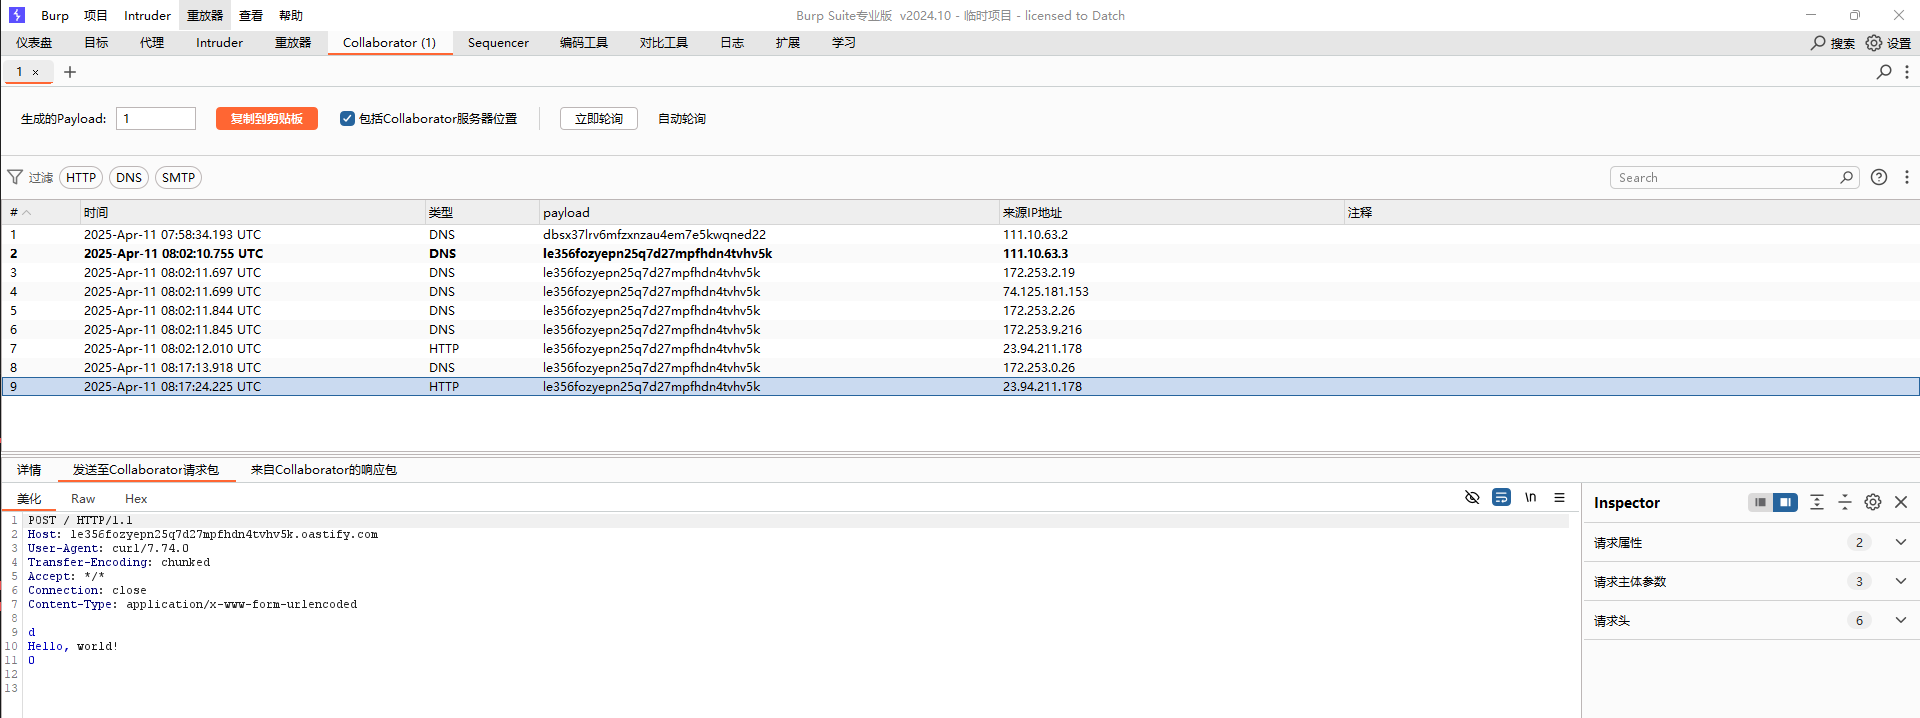 Burp 项目 Intruder 重放器 查看 帮助 Burp Suite专业版 v2024.10 - 临时项目 - licensed to Datch
仪表盘 目标 代理 Intruder 重放器 Collaborator (1) Sequencer 编码工具 对比工具 日志 扩展 学习 搜索 设置
1 × +
生成的Payload: 1 复制到剪贴板 包括Collaborator服务器位置 立即轮询 自动轮询
过滤 HTTP DNS SMTP Search
# 时间 类型 payload 来源IP地址 注释
1 2025-Apr-11 07:58:34.193 UTC DNS dbsx37lrv6mfzxnzau4em7e5kwqned22 111.10.63.2
2 2025-Apr-11 08:02:10.755 UTC DNS le356fozyepn25q7d27mpfhdn4tvhv5k 111.10.63.3
3 2025-Apr-11 08:02:11.697 UTC DNS le356fozyepn25q7d27mpfhdn4tvhv5k 172.253.2.19
4 2025-Apr-11 08:02:11.699 UTC DNS le356fozyepn25q7d27mpfhdn4tvhv5k 74.125.181.153
5 2025-Apr-11 08:02:11.844 UTC DNS le356fozyepn25q7d27mpfhdn4tvhv5k 172.253.2.26
6 2025-Apr-11 08:02:11.845 UTC DNS le356fozyepn25q7d27mpfhdn4tvhv5k 172.253.9.216
7 2025-Apr-11 08:02:12.010 UTC HTTP le356fozyepn25q7d27mpfhdn4tvhv5k 23.94.211.178
8 2025-Apr-11 08:17:13.918 UTC DNS le356fozyepn25q7d27mpfhdn4tvhv5k 172.253.0.26
9 2025-Apr-11 08:17:24.225 UTC HTTP le356fozyepn25q7d27mpfhdn4tvhv5k 23.94.211.178
详情 发送至Collaborator请求包 来自Collaborator的响应包
美化 Raw Hex \n
1 POST / HTTP/1.1
2 Host: le356fozyepn25q7d27mpfhdn4tvhv5k.oastify.com
3 User-Agent: curl/7.74.0
4 Transfer-Encoding: chunked
5 Accept: */*
6 Connection: close
7 Content-Type: application/x-www-form-urlencoded
8
9 d
10 Hello, world!
11 0
12
13
Inspector
请求属性 2
请求主体参数 3
请求头 6